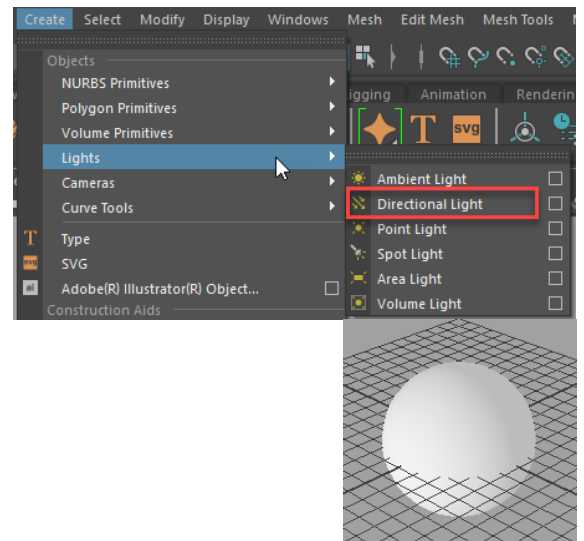 Create Select Modify Display Windows Mesh Edit Mesh Mesh Tools
Objects
NURBS Primitives
Polygon Primitives
Volume Primitives
Lights
Cameras
Curve Tools
Type
SVG
Adobe(R) Illustrator(R) Object...
Construction Aids
igging Animation Renderin
T svg
Ambient Light
Directional Light
Point Light
Spot Light
Area Light
Volume Light
T
svg
ai